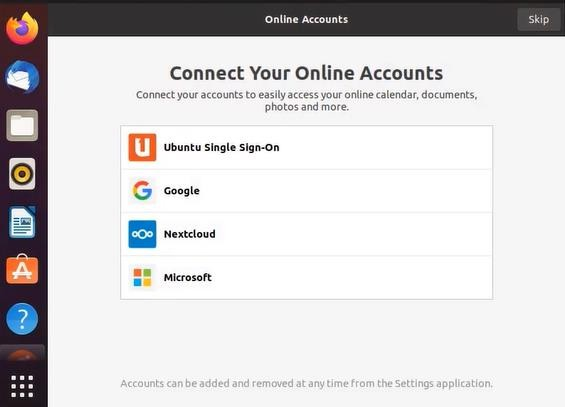 Online Accounts
Skip
Connect Your Online Accounts
Connect your accounts to easily access your online calendar, documents,
photos and more.
Ubuntu Single Sign-On
Google
Nextcloud
Microsoft
Accounts can be added and removed at any time from the Settings application.